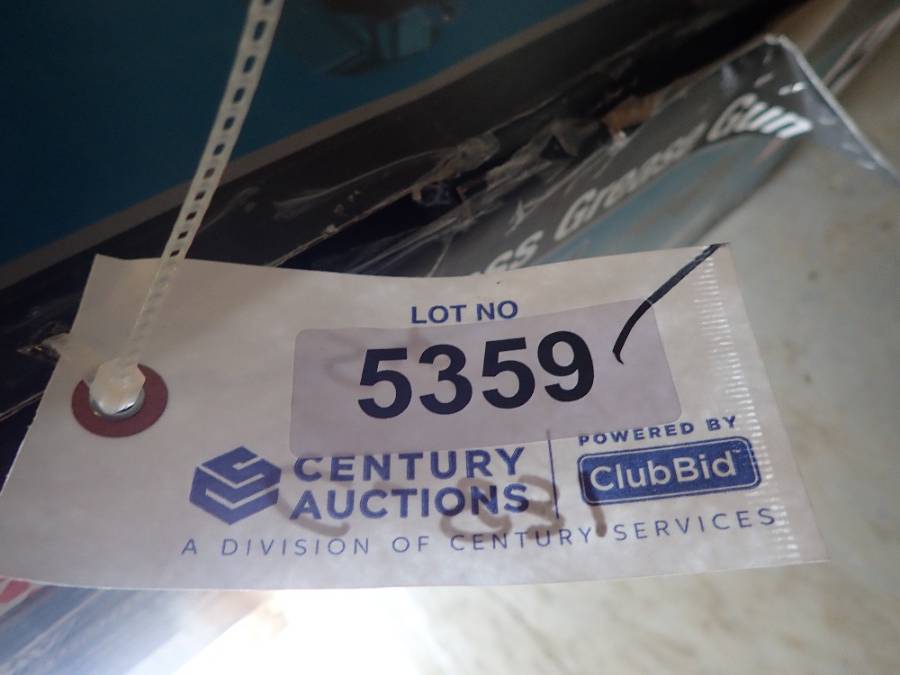 Grease Gun
LOT NO
5359
CENTURY
AUCTIONS
POWERED BY
ClubBid
A DIVISION OF CENTURY SERVICES